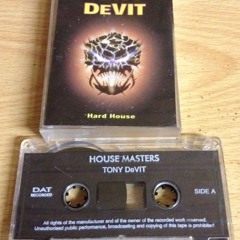 DEVIT
Hard House
HOUSE MASTERS
TONY DeVIT
DAT
RECORDED
SIDE A
All rights of the manufacturer and of the owner of the recorded work reserved.
Unauthorised public performance, broadcasting and copying of this tape is prohibited